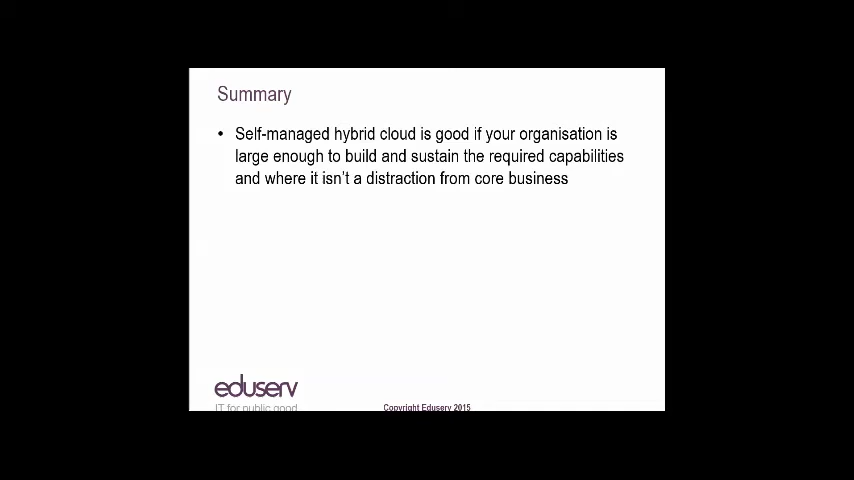 Summary
• Self-managed hybrid cloud is good if your organisation is
large enough to build and sustain the required capabilities
and where it isn't a distraction from core business
eduserv
IT for public good
Copyright Eduserv 2015